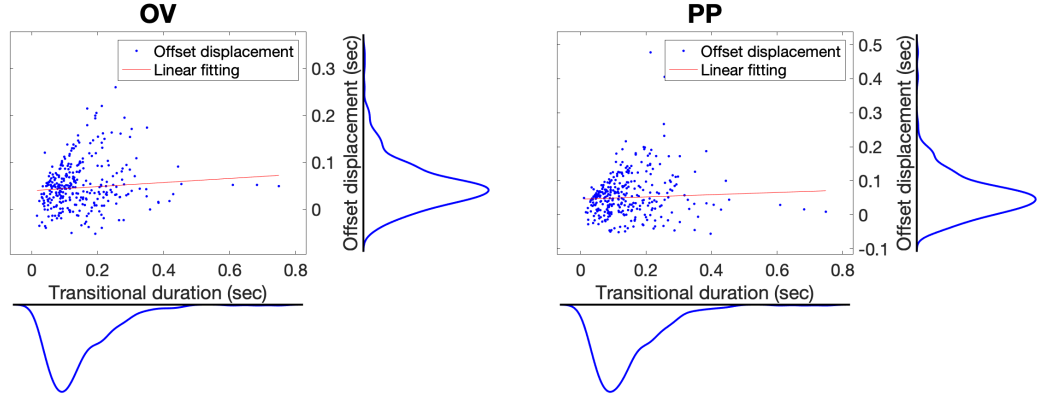 OV
Offset displacement
Linear fitting
0.3
0.2
0.1
0
Offset displacement (sec)
0
0.2
0.4
0.6
0.8
Transitional duration (sec)
PP
Offset displacement
Linear fitting
0.5
0.4
0.3
0.2
0.1
0
-0.1
Offset displacement (sec)
0
0.2
0.4
0.6
0.8
Transitional duration (sec)